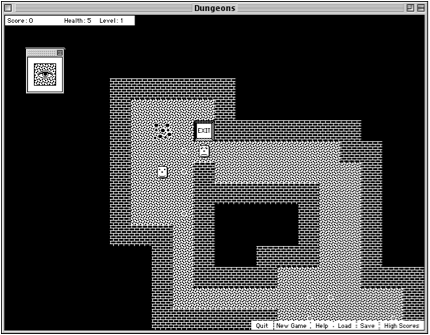 Dungeons
Score: 0 Health: 5 Level: 1
EXIT
Quit New Game Help Load Save High Scores